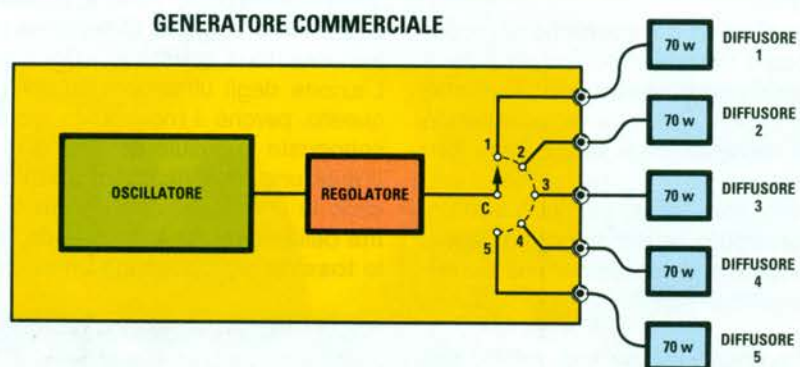 GENERATORE COMMERCIALE
OSCILLATORE
REGOLATORE
C
1
2
3
4
5
70 w
DIFFUSORE
1
70 w
DIFFUSORE
2
70 w
DIFFUSORE
3
70 w
DIFFUSORE
4
70 w
DIFFUSORE
5